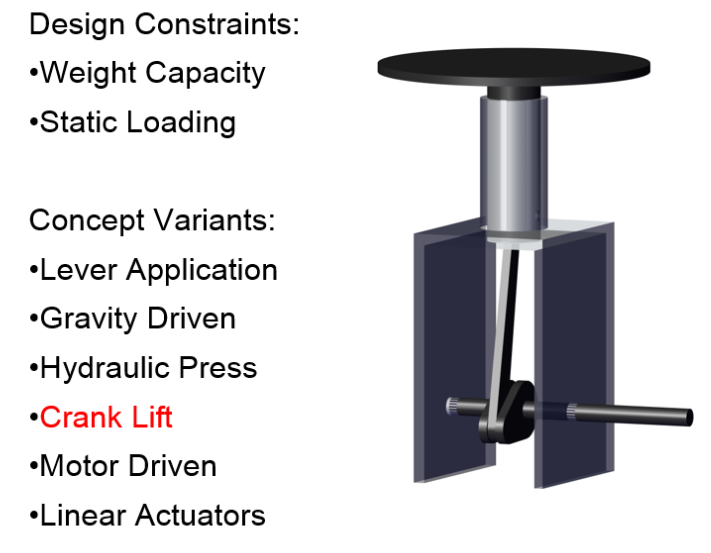 Design Constraints:
•Weight Capacity
•Static Loading
Concept Variants:
•Lever Application
•Gravity Driven
•Hydraulic Press
•Crank Lift
•Motor Driven
•Linear Actuators